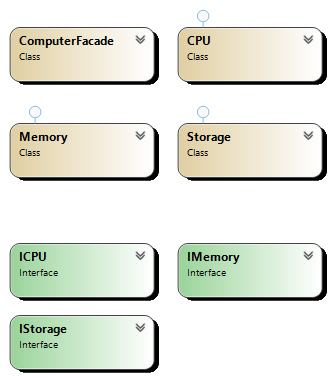 ComputerFacade
Class
CPU
Class
Memory
Class
Storage
Class
ICPU
Interface
IMemory
Interface
IStorage
Interface